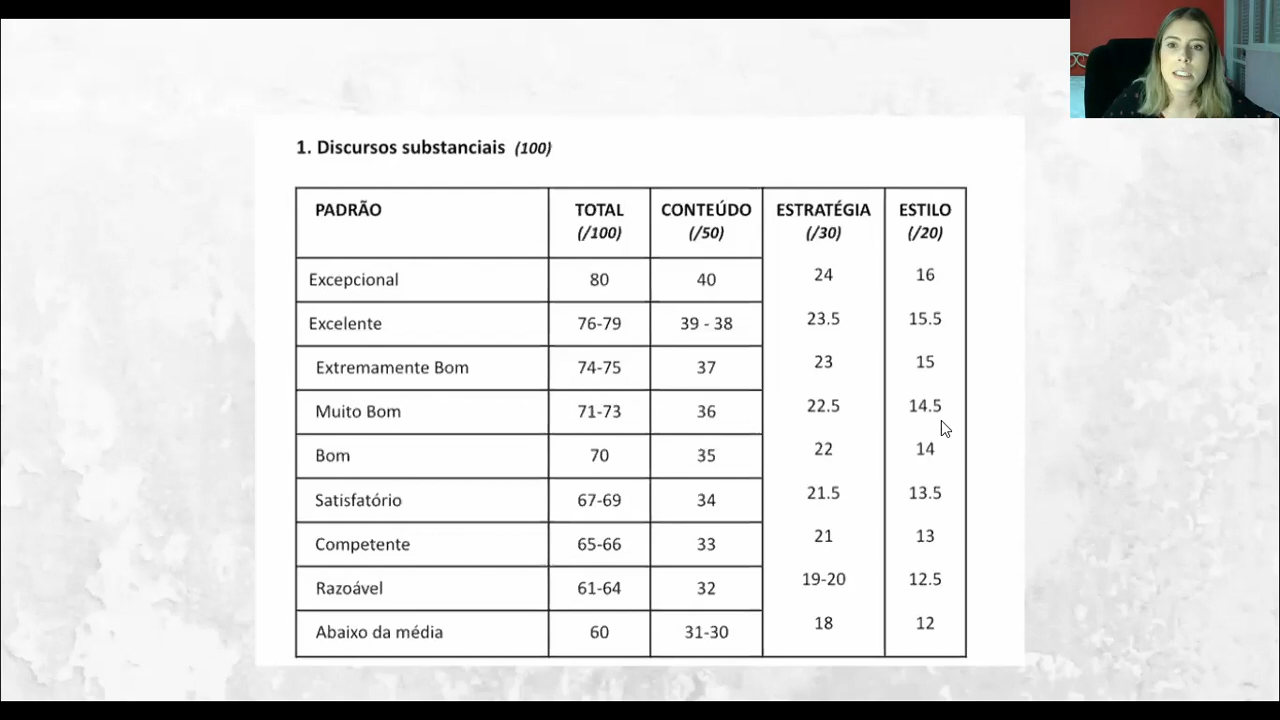 1. Discursos substanciais (100)
PADRÃO TOTAL CONTEÚDO ESTRATÉGIA ESTILO
(/100) (/50) (/30) (/20)
Excepcional 80 40 24 16
Excelente 76-79 39 - 38 23.5 15.5
Extremamente Bom 74-75 37 23 15
Muito Bom 71-73 36 22.5 14.5
Bom 70 35 22 14
Satisfatório 67-69 34 21.5 13.5
Competente 65-66 33 21 13
Razoável 61-64 32 19-20 12.5
Abaixo da média 60 31-30 18 12